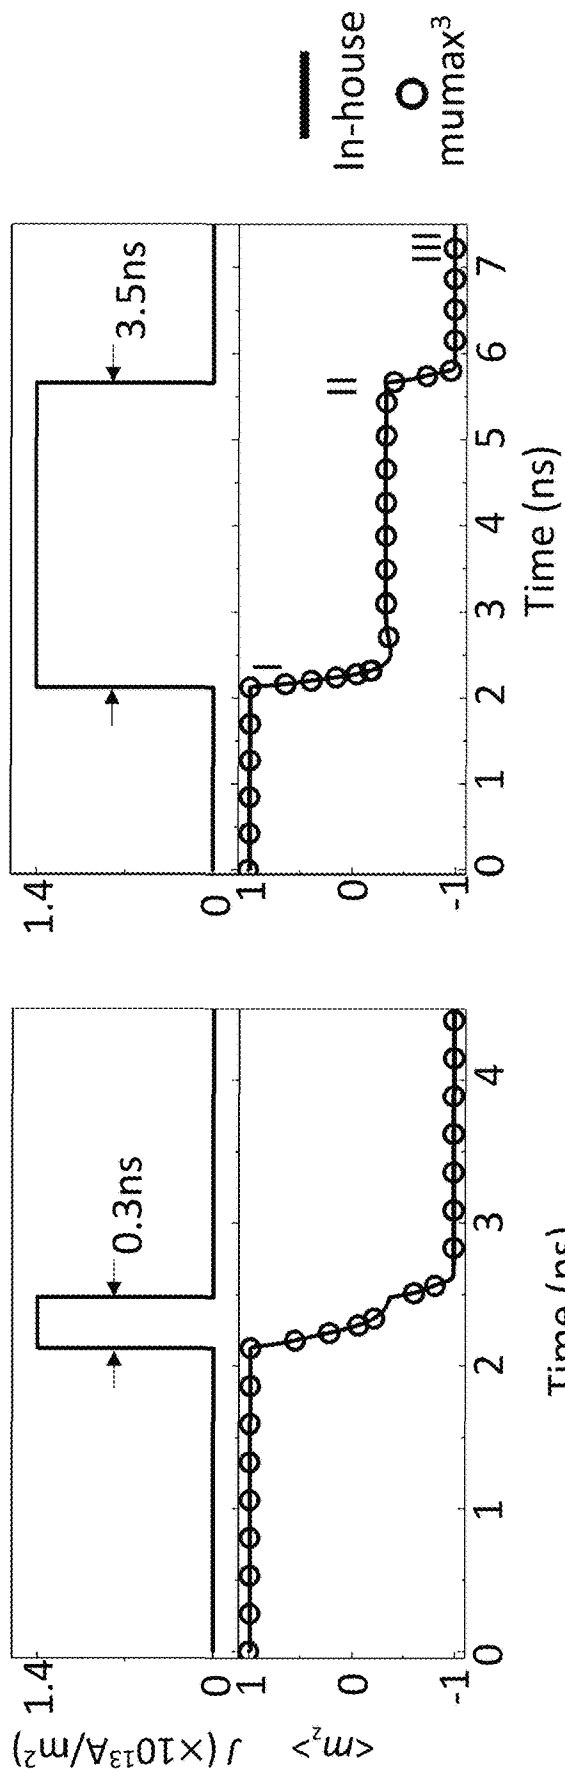 J (×10¹³A/m²)
1.4
0
0.3ns
<m_z>
1
0
-1
0 1 2 3 4
Time (ns)
1.4
0
3.5ns
1
0
-1
I
II
III
0 1 2 3 4 5 6 7
Time (ns)
In-house
mumax³